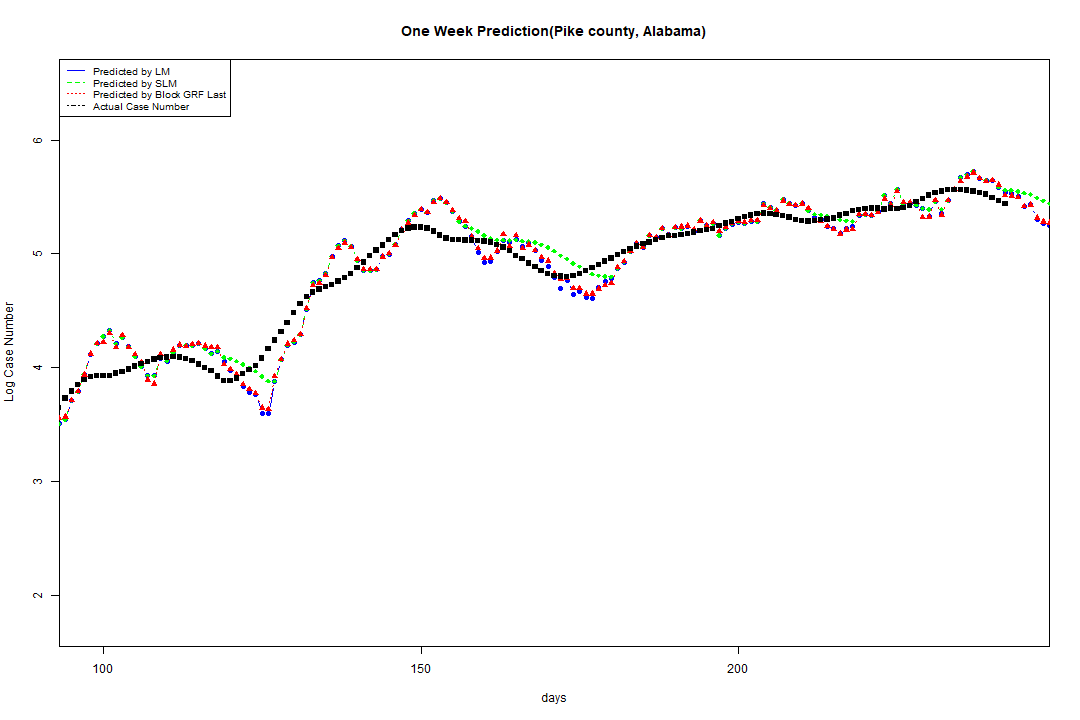 One Week Prediction(Pike county, Alabama)
Predicted by LM
Predicted by SLM
Predicted by Block GRF Last
Actual Case Number
6
5
4
3
2
Log Case Number
100 150 200
days